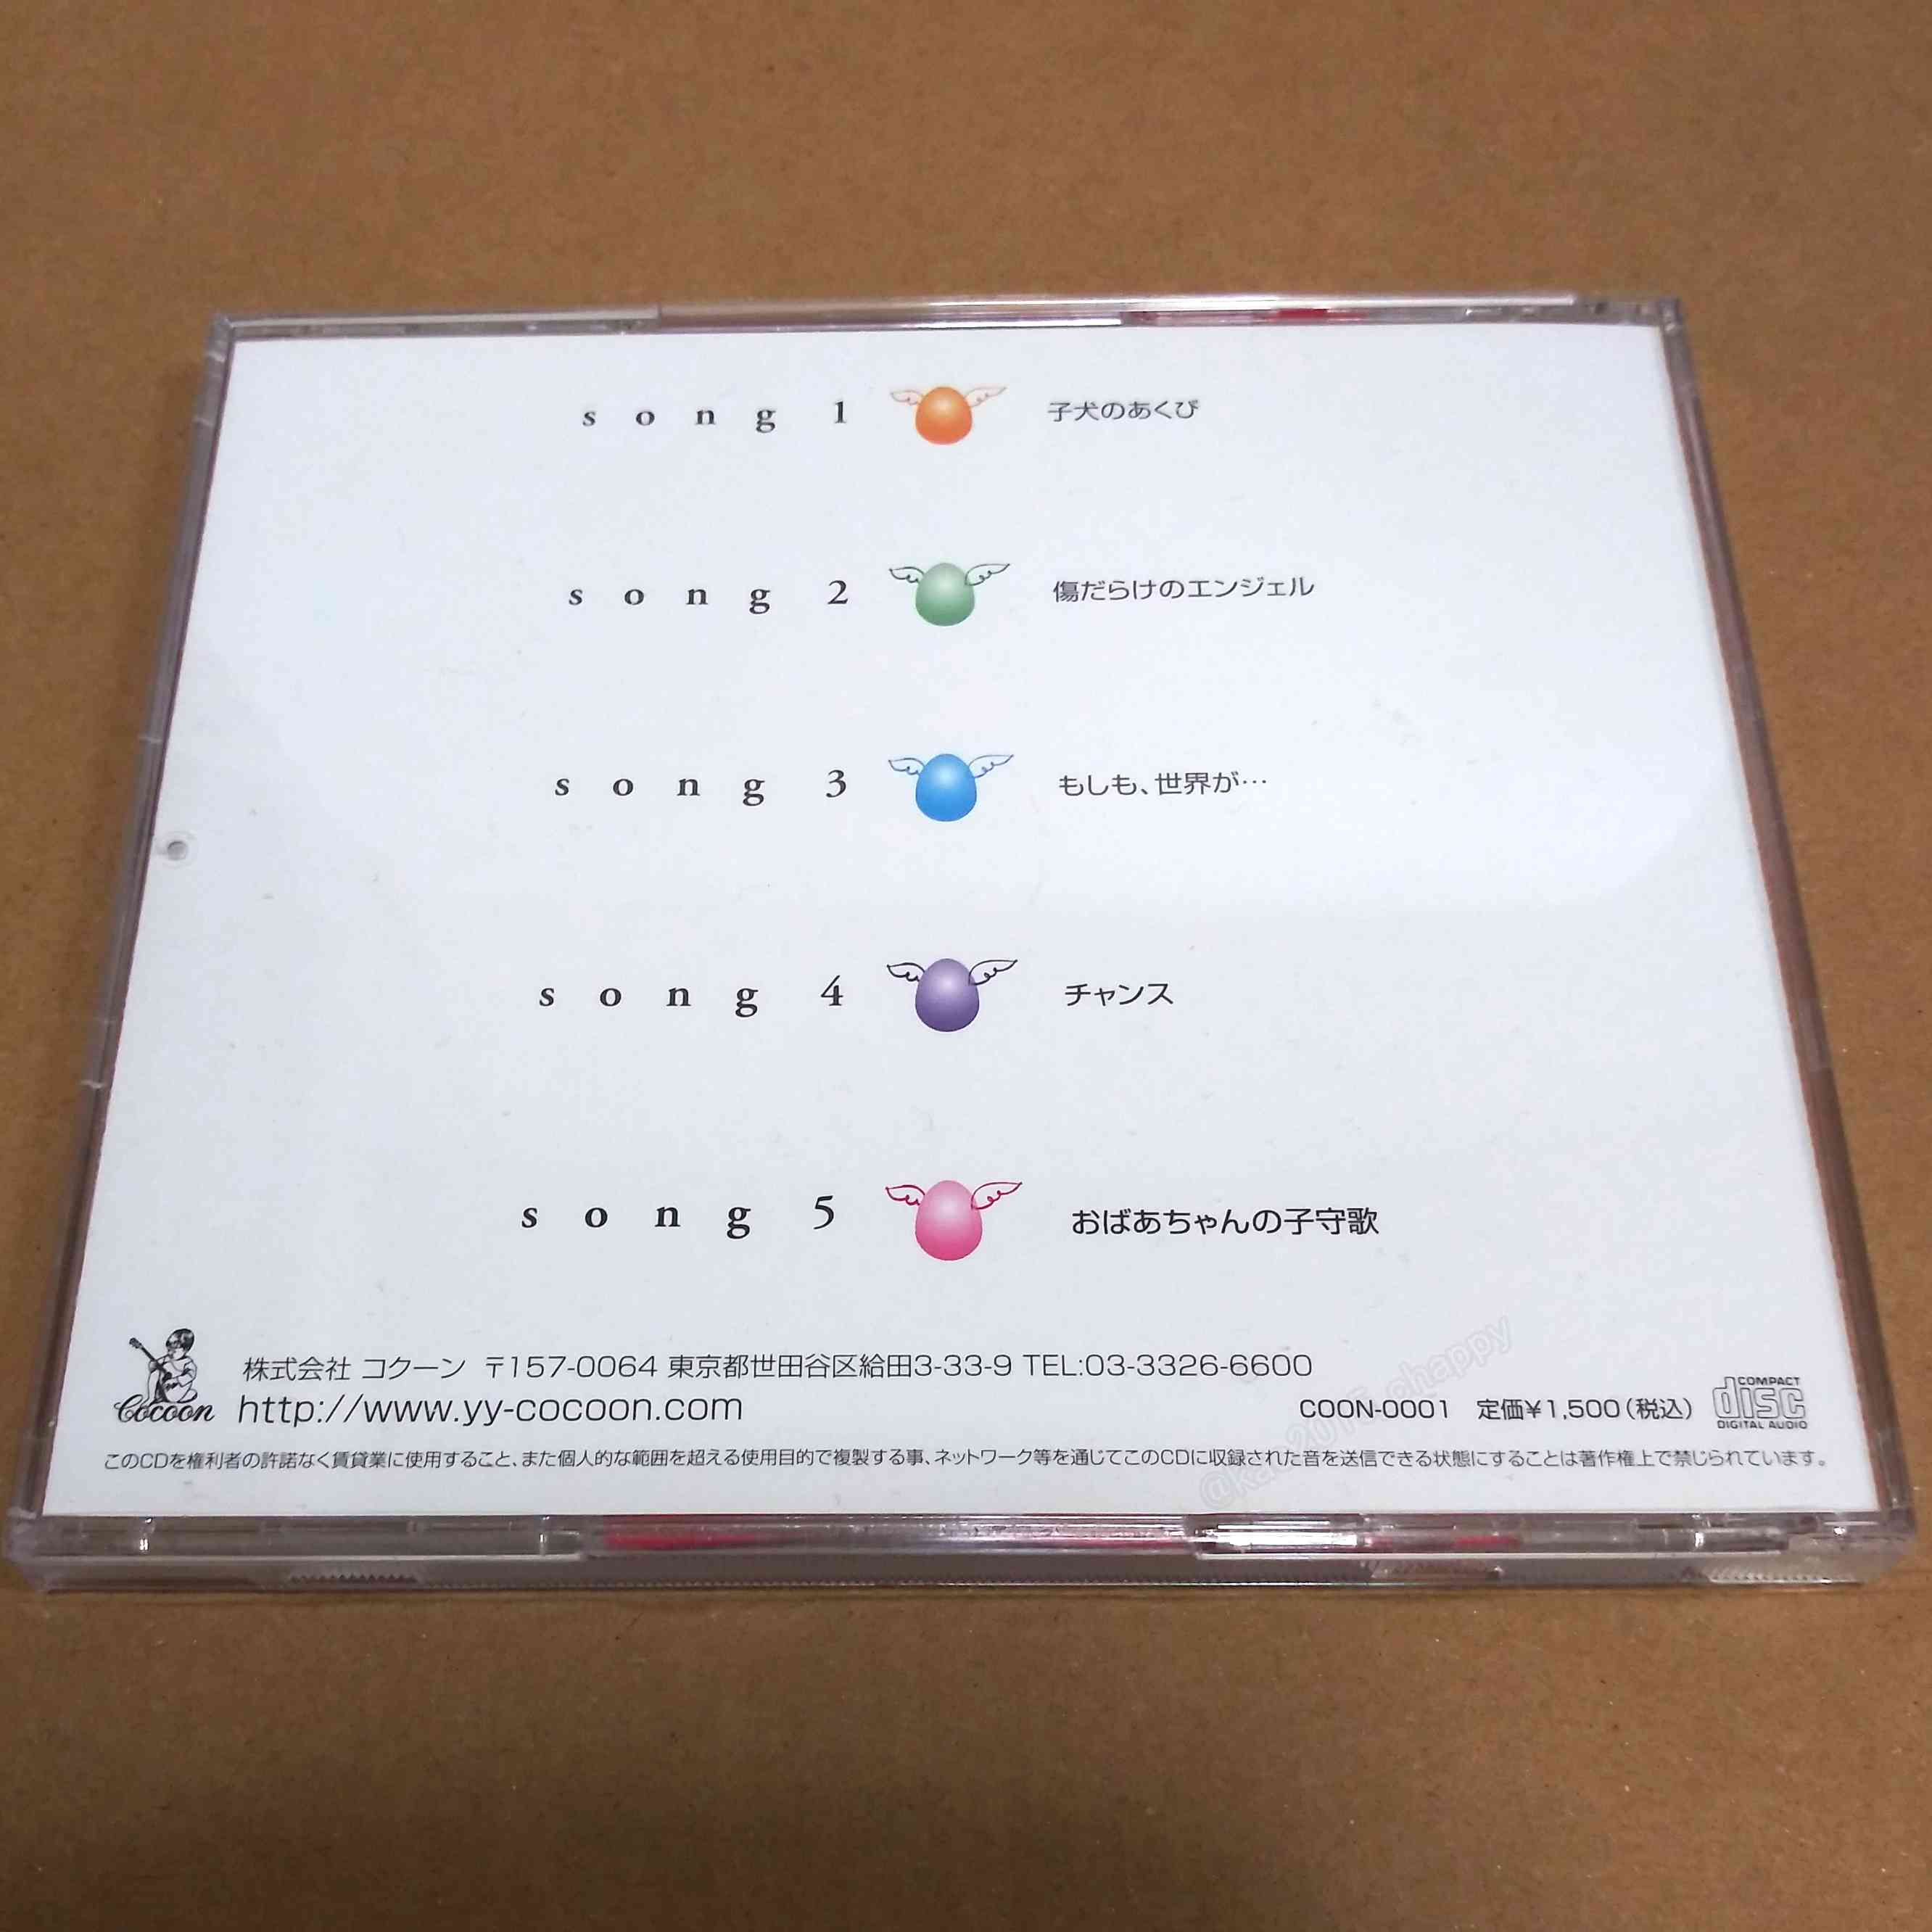 song 1 子犬のあくび
song 2 傷だらけのエンジェル
song 3 もしも、世界が…
song 4 チャンス
song 5 おばあちゃんの子守歌
株式会社 コクーン 〒157-0064 東京都世田谷区給田3-33-9 TEL:03-3326-6600
Cocoon http://www.yy-cocoon.com
COON-0001 定価¥1,500(税込)
COMPACT disc DIGITAL AUDIO
このCDを権利者の許諾なく賃貸業に使用すること、また個人的な範囲を超える使用目的で複製する事、ネットワーク等を通じてこのCDに収録された音を送信できる状態にすることは著作権上で禁じられています。